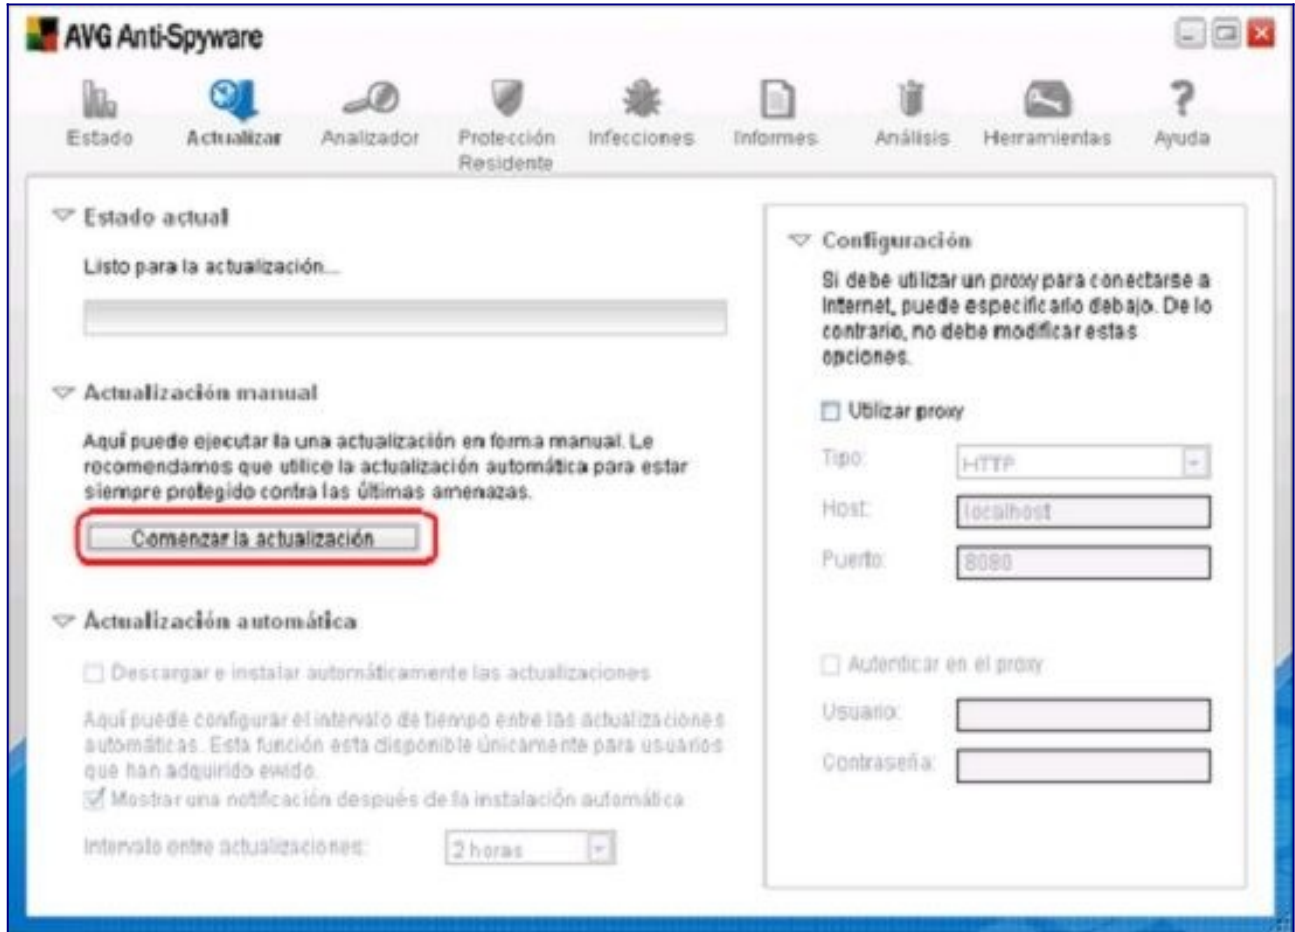 AVG Anti-Spyware
Estado
Actualizar
Analizador
Protección
Residente
Infecciones
Informes
Análisis
Herramientas
?
Ayuda
Estado actual
Listo para la actualización...
Actualización manual
Aquí puede ejecutar la una actualización en forma manual. Le
recomendamos que utilice la actualización automática para estar
siempre protegido contra las últimas amenazas.
Comenzar la actualización
Actualización automática
Descargar e instalar automáticamente las actualizaciones
Aquí puede configurar el intervalo de tiempo entre las actualizaciones
automáticas. Esta función esta disponible únicamente para usuarios
que han adquirido ewido.
Mostrar una notificación después de la instalación automática
Intervalo entre actualizaciones:
2 horas
Configuración
Si debe utilizar un proxy para conectarse a
Internet, puede especificarlo debajo. De lo
contrario, no debe modificar estas
opciones.
Utilizar proxy
Tipo:
HTTP
Host:
localhost
Puerto:
8080
Autenticar en el proxy
Usuario:
Contraseña: